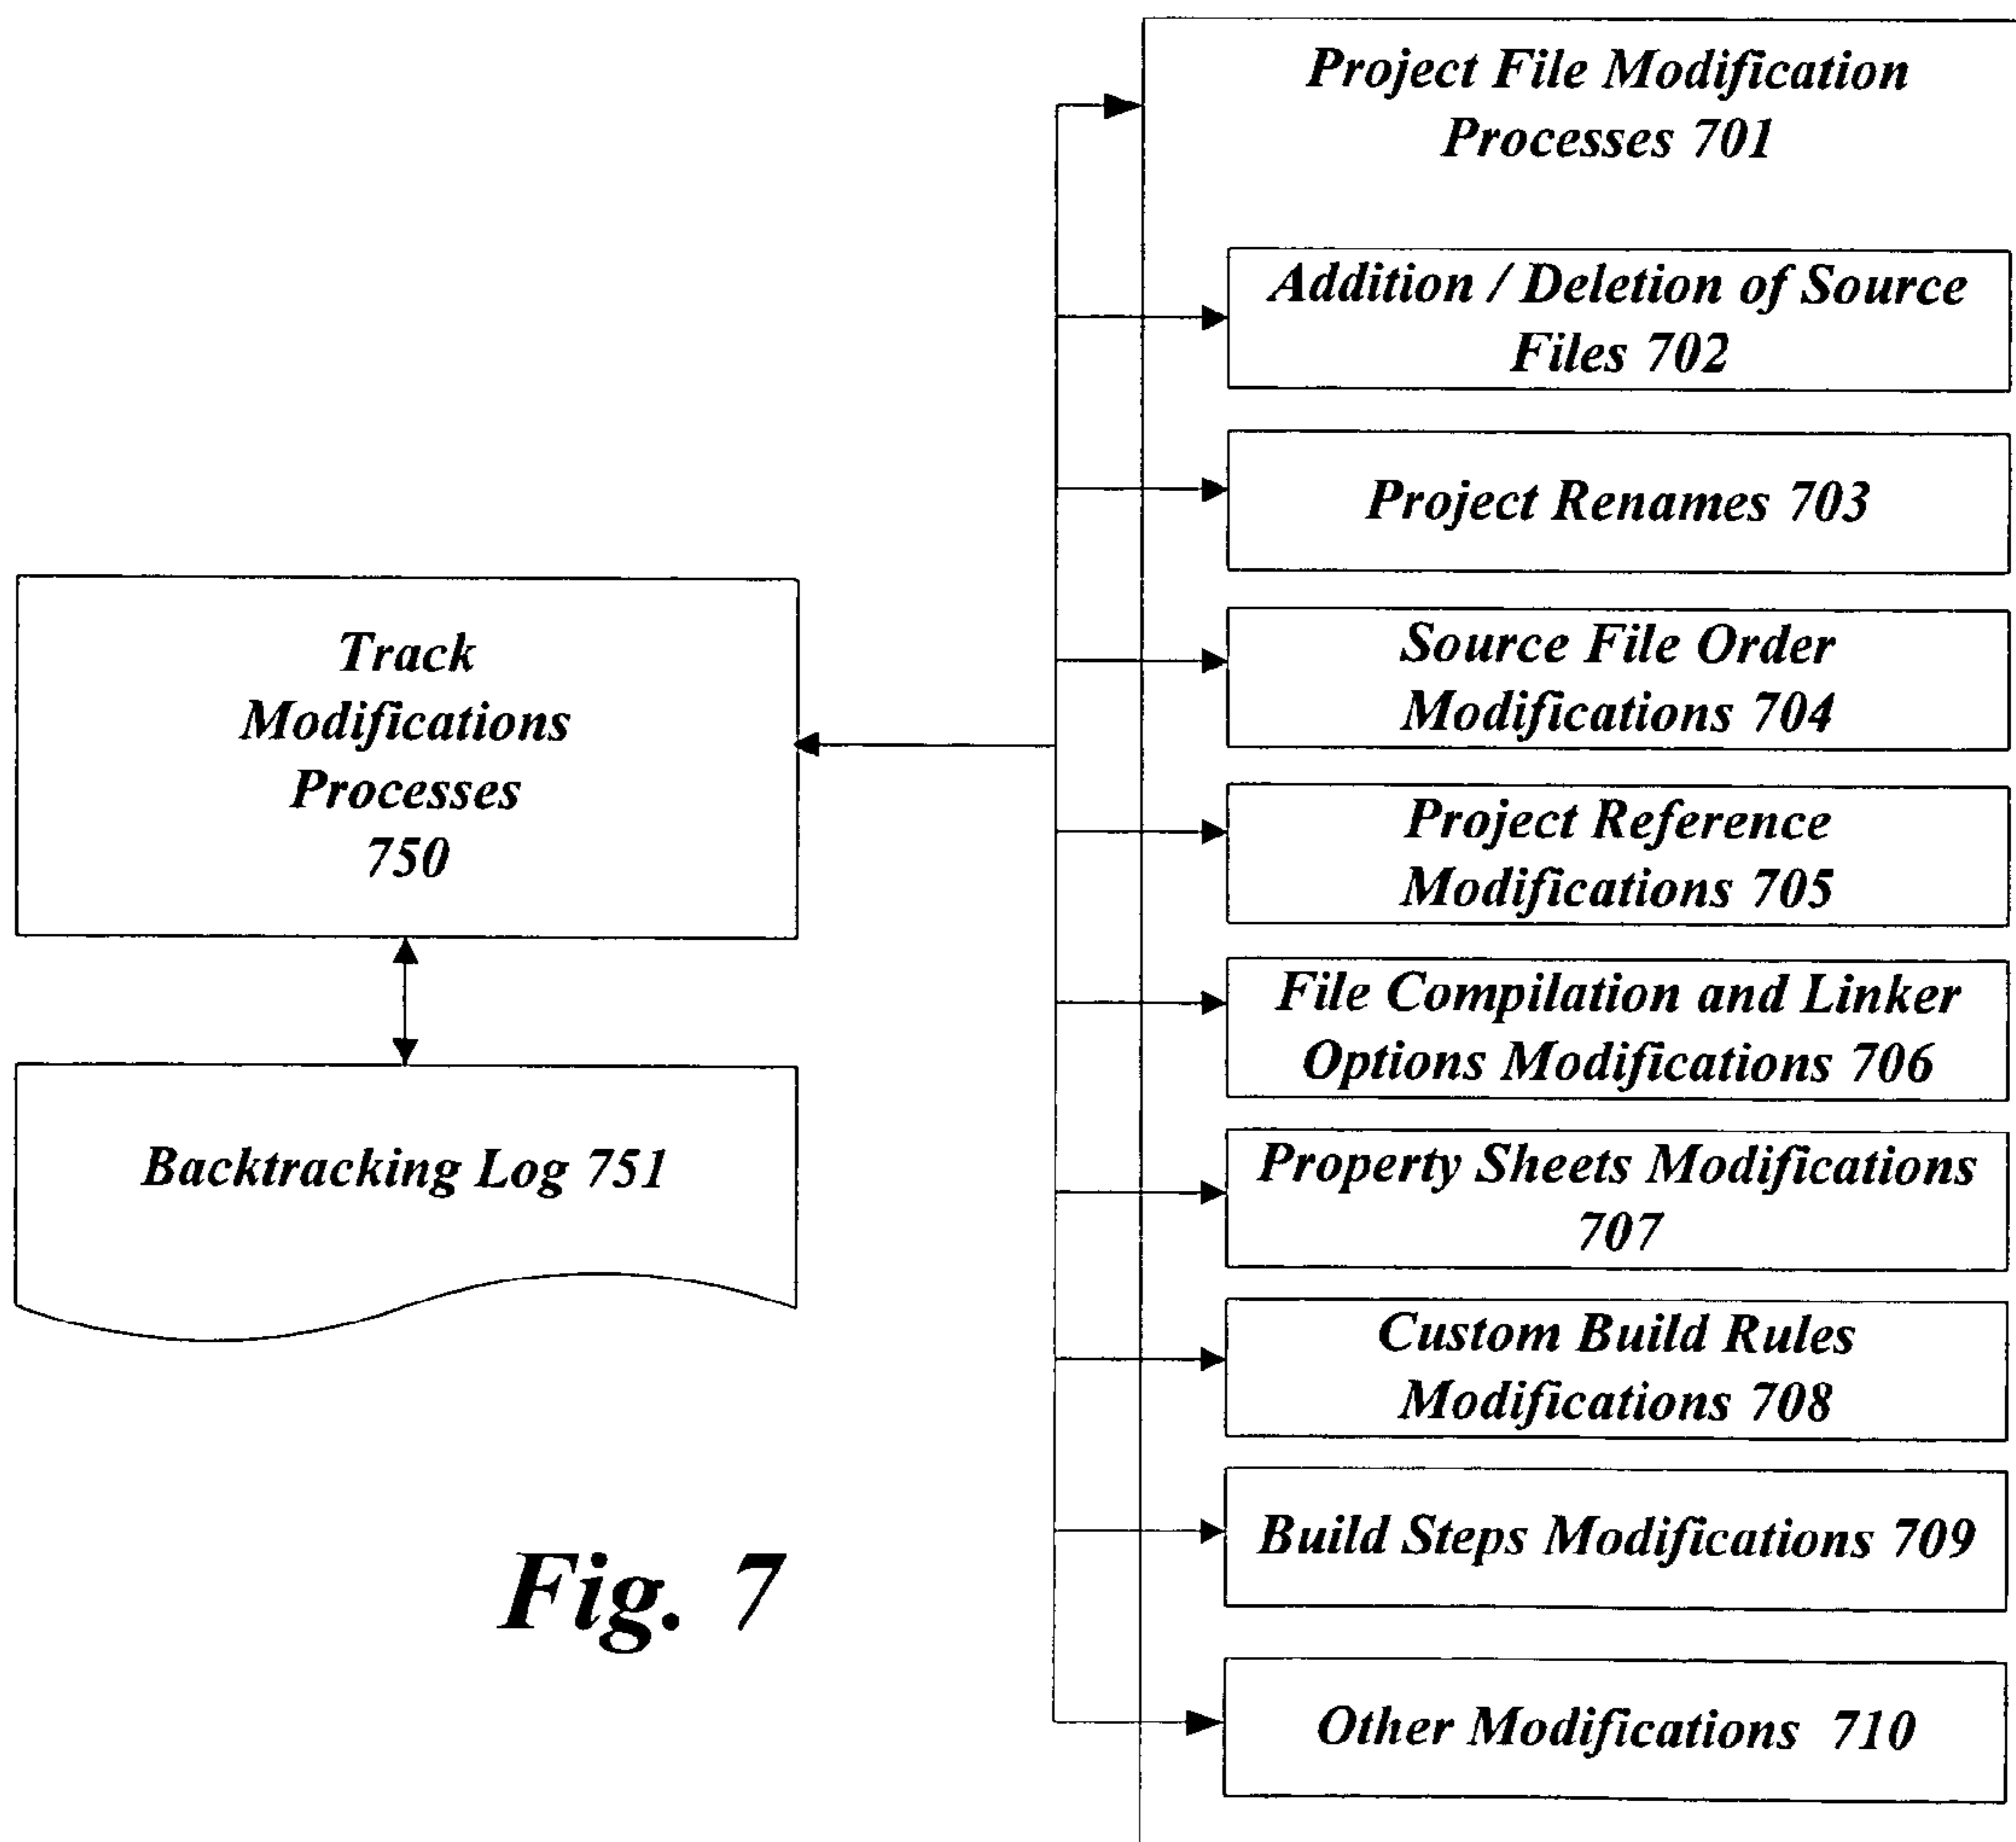 Project File Modification
Processes 701
Addition / Deletion of Source
Files 702
Project Renames 703
Source File Order
Modifications 704
Project Reference
Modifications 705
File Compilation and Linker
Options Modifications 706
Property Sheets Modifications
707
Custom Build Rules
Modifications 708
Build Steps Modifications 709
Other Modifications 710
Track
Modifications
Processes
750
Backtracking Log 751
Fig. 7